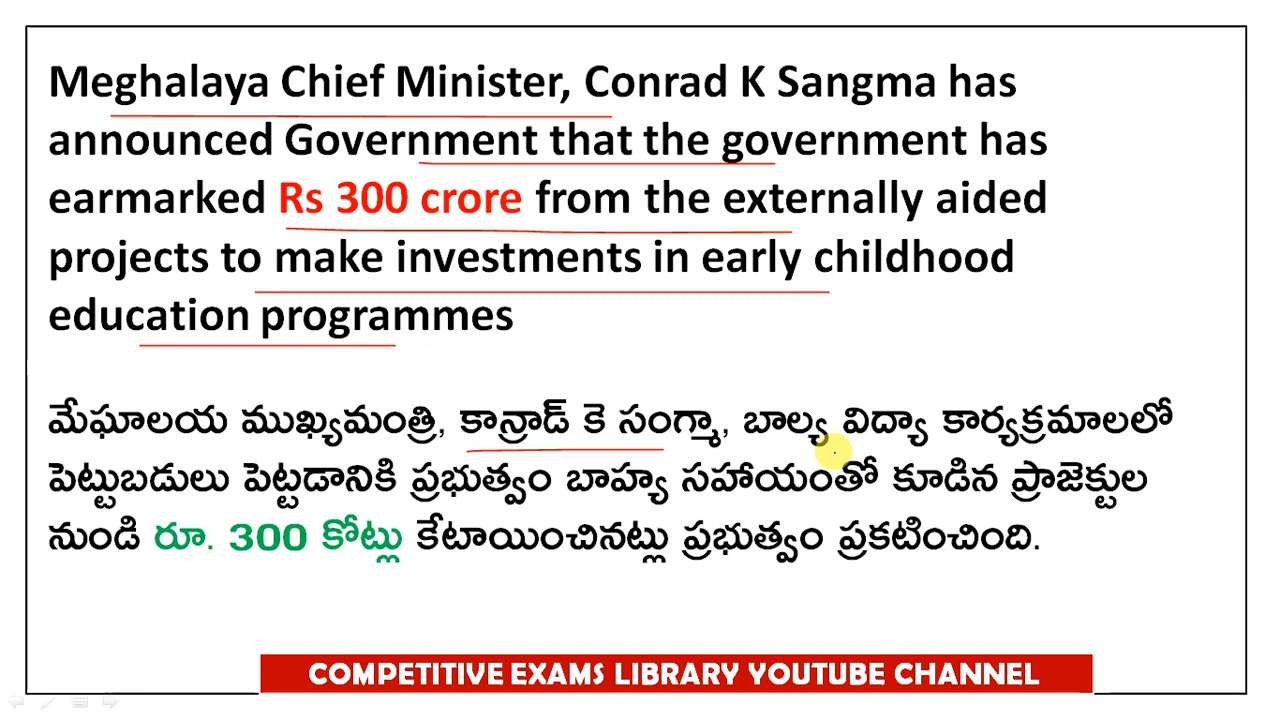 Meghalaya Chief Minister, Conrad K Sangma has
announced Government that the government has
earmarked Rs 300 crore from the externally aided
projects to make investments in early childhood
education programmes
మేఘాలయ ముఖ్యమంత్రి, కాన్రాడ్ కె సంగ్మా, బాల్య విద్యా కార్యక్రమాలలో
పెట్టుబడులు పెట్టడానికి ప్రభుత్వం బాహ్య సహాయంతో కూడిన ప్రాజెక్టుల
నుండి రూ. 300 కోట్లు కేటాయించినట్లు ప్రభుత్వం ప్రకటించింది.
COMPETITIVE EXAMS LIBRARY YOUTUBE CHANNEL